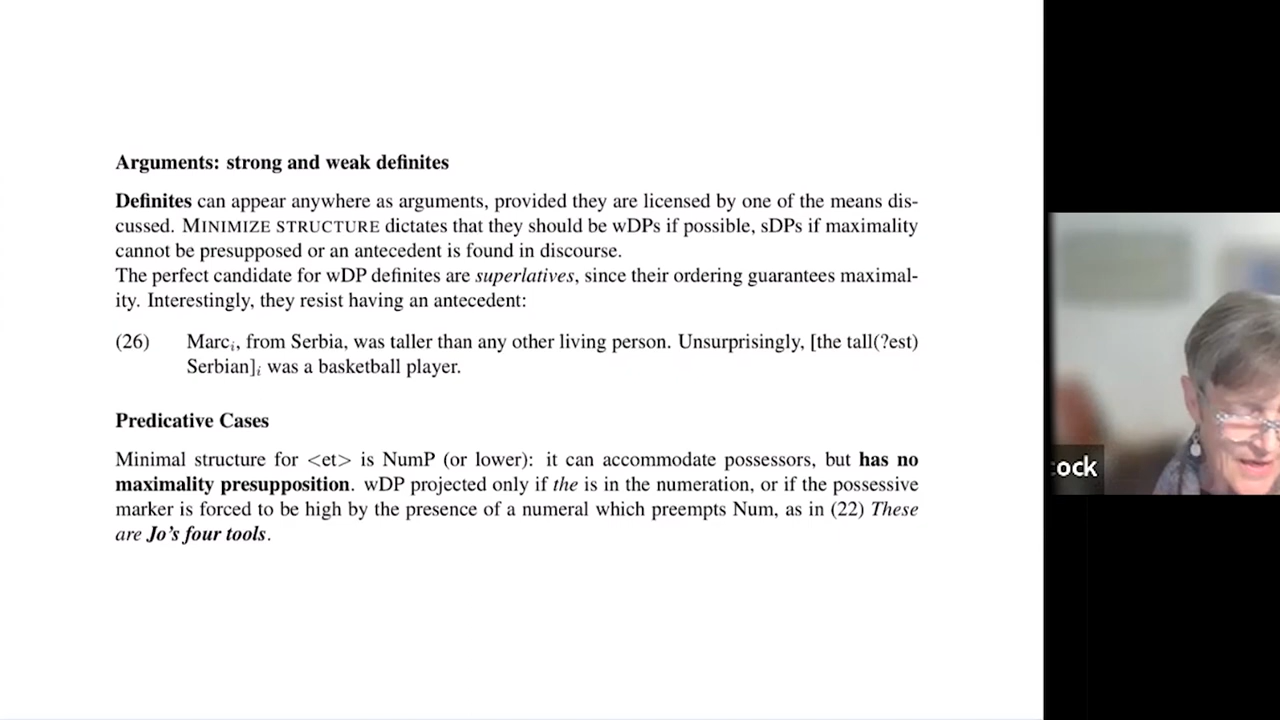 Arguments: strong and weak definites
Definites can appear anywhere as arguments, provided they are licensed by one of the means dis-
cussed. MINIMIZE STRUCTURE dictates that they should be wDPs if possible, sDPs if maximality
cannot be presupposed or an antecedent is found in discourse.
The perfect candidate for wDP definites are superlatives, since their ordering guarantees maximal-
ity. Interestingly, they resist having an antecedent:
(26) Marcᵢ, from Serbia, was taller than any other living person. Unsurprisingly, [the tall(?est)
Serbian]ᵢ was a basketball player.
Predicative Cases
Minimal structure for <et> is NumP (or lower): it can accommodate possessors, but has no
maximality presupposition. wDP projected only if the is in the numeration, or if the possessive
marker is forced to be high by the presence of a numeral which preempts Num, as in (22) These
are Jo's four tools.
ock